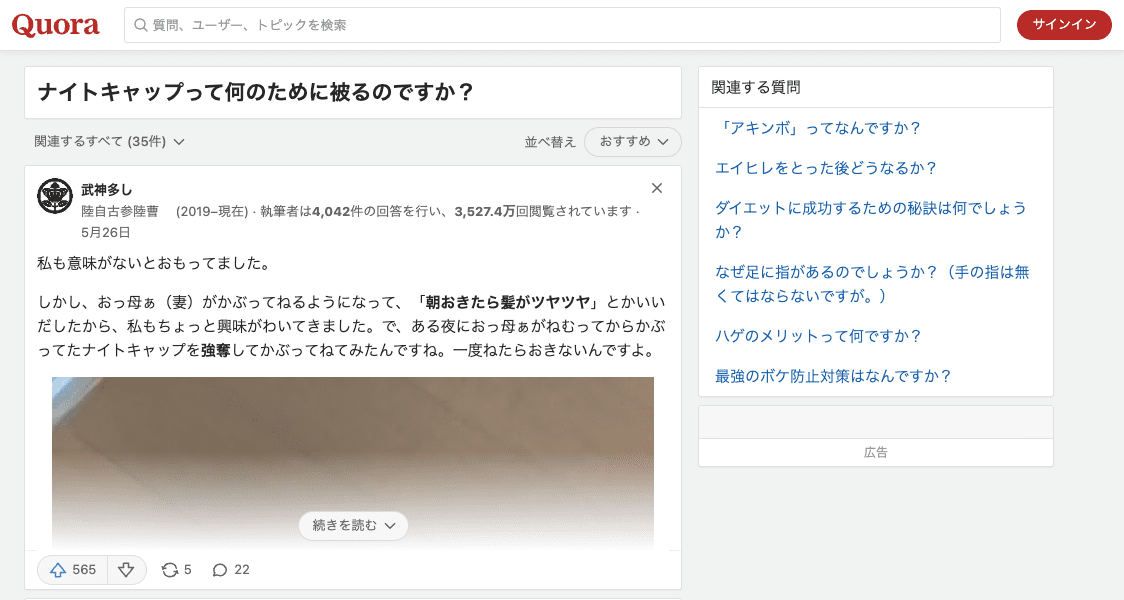 Quora
質問、ユーザー、トピックを検索
サインイン
ナイトキャップって何のために被るのですか？
関連するすべて (35件)
並べ替え
おすすめ
武神多し
陸自古参陸曹 (2019–現在) · 執筆者は4,042件の回答を行い、3,527.4万回閲覧されています ·
5月26日
私も意味がないとおもってました。
しかし、おっ母ぁ（妻）がかぶってねるようになって、「朝おきたら髪がツヤツヤ」とかいい
だしたから、私もちょっと興味がわいてきました。で、ある夜におっ母ぁがねむってからかぶ
ってたナイトキャップを強奪してかぶってねてみたんですね。一度ねたらおきないんですよ。
続きを読む
565
5
22
関連する質問
「アキンボ」ってなんですか？
エイヒレをとった後どうなるか？
ダイエットに成功するための秘訣は何でしょう
か？
なぜ足に指があるのでしょうか？（手の指は無
くてはならないですが。）
ハゲのメリットって何ですか？
最強のボケ防止対策はなんですか？
広告